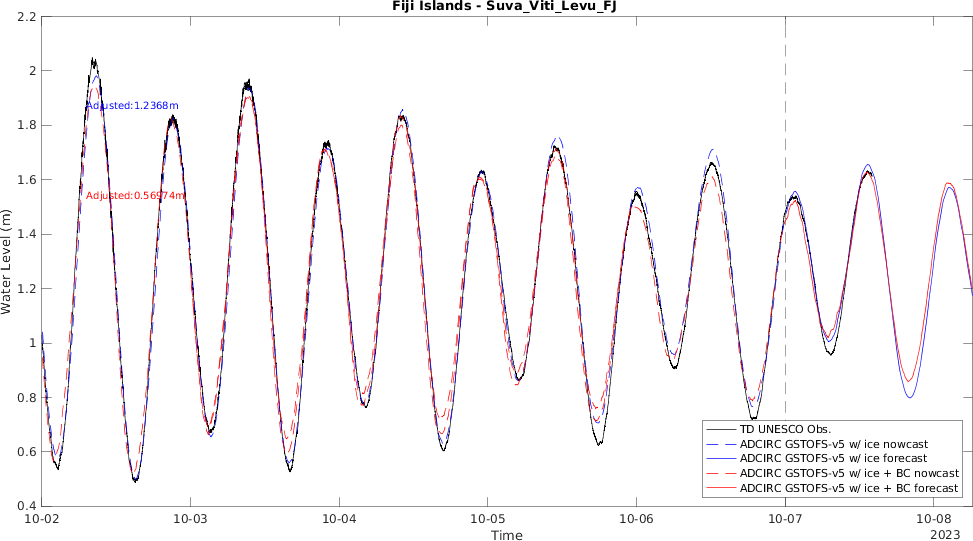 Fiji Islands - Suva_Viti_Levu_FJ
2.2
2
1.8
1.6
1.4
1.2
1
0.8
0.6
0.4
Water Level (m)
Adjusted:1.2368m
Adjusted:0.56974m
TD UNESCO Obs.
ADCIRC GSTOFS-v5 w/ ice nowcast
ADCIRC GSTOFS-v5 w/ ice forecast
ADCIRC GSTOFS-v5 w/ ice + BC nowcast
ADCIRC GSTOFS-v5 w/ ice + BC forecast
10-02 10-03 10-04 10-05 10-06 10-07 10-08
Time
2023